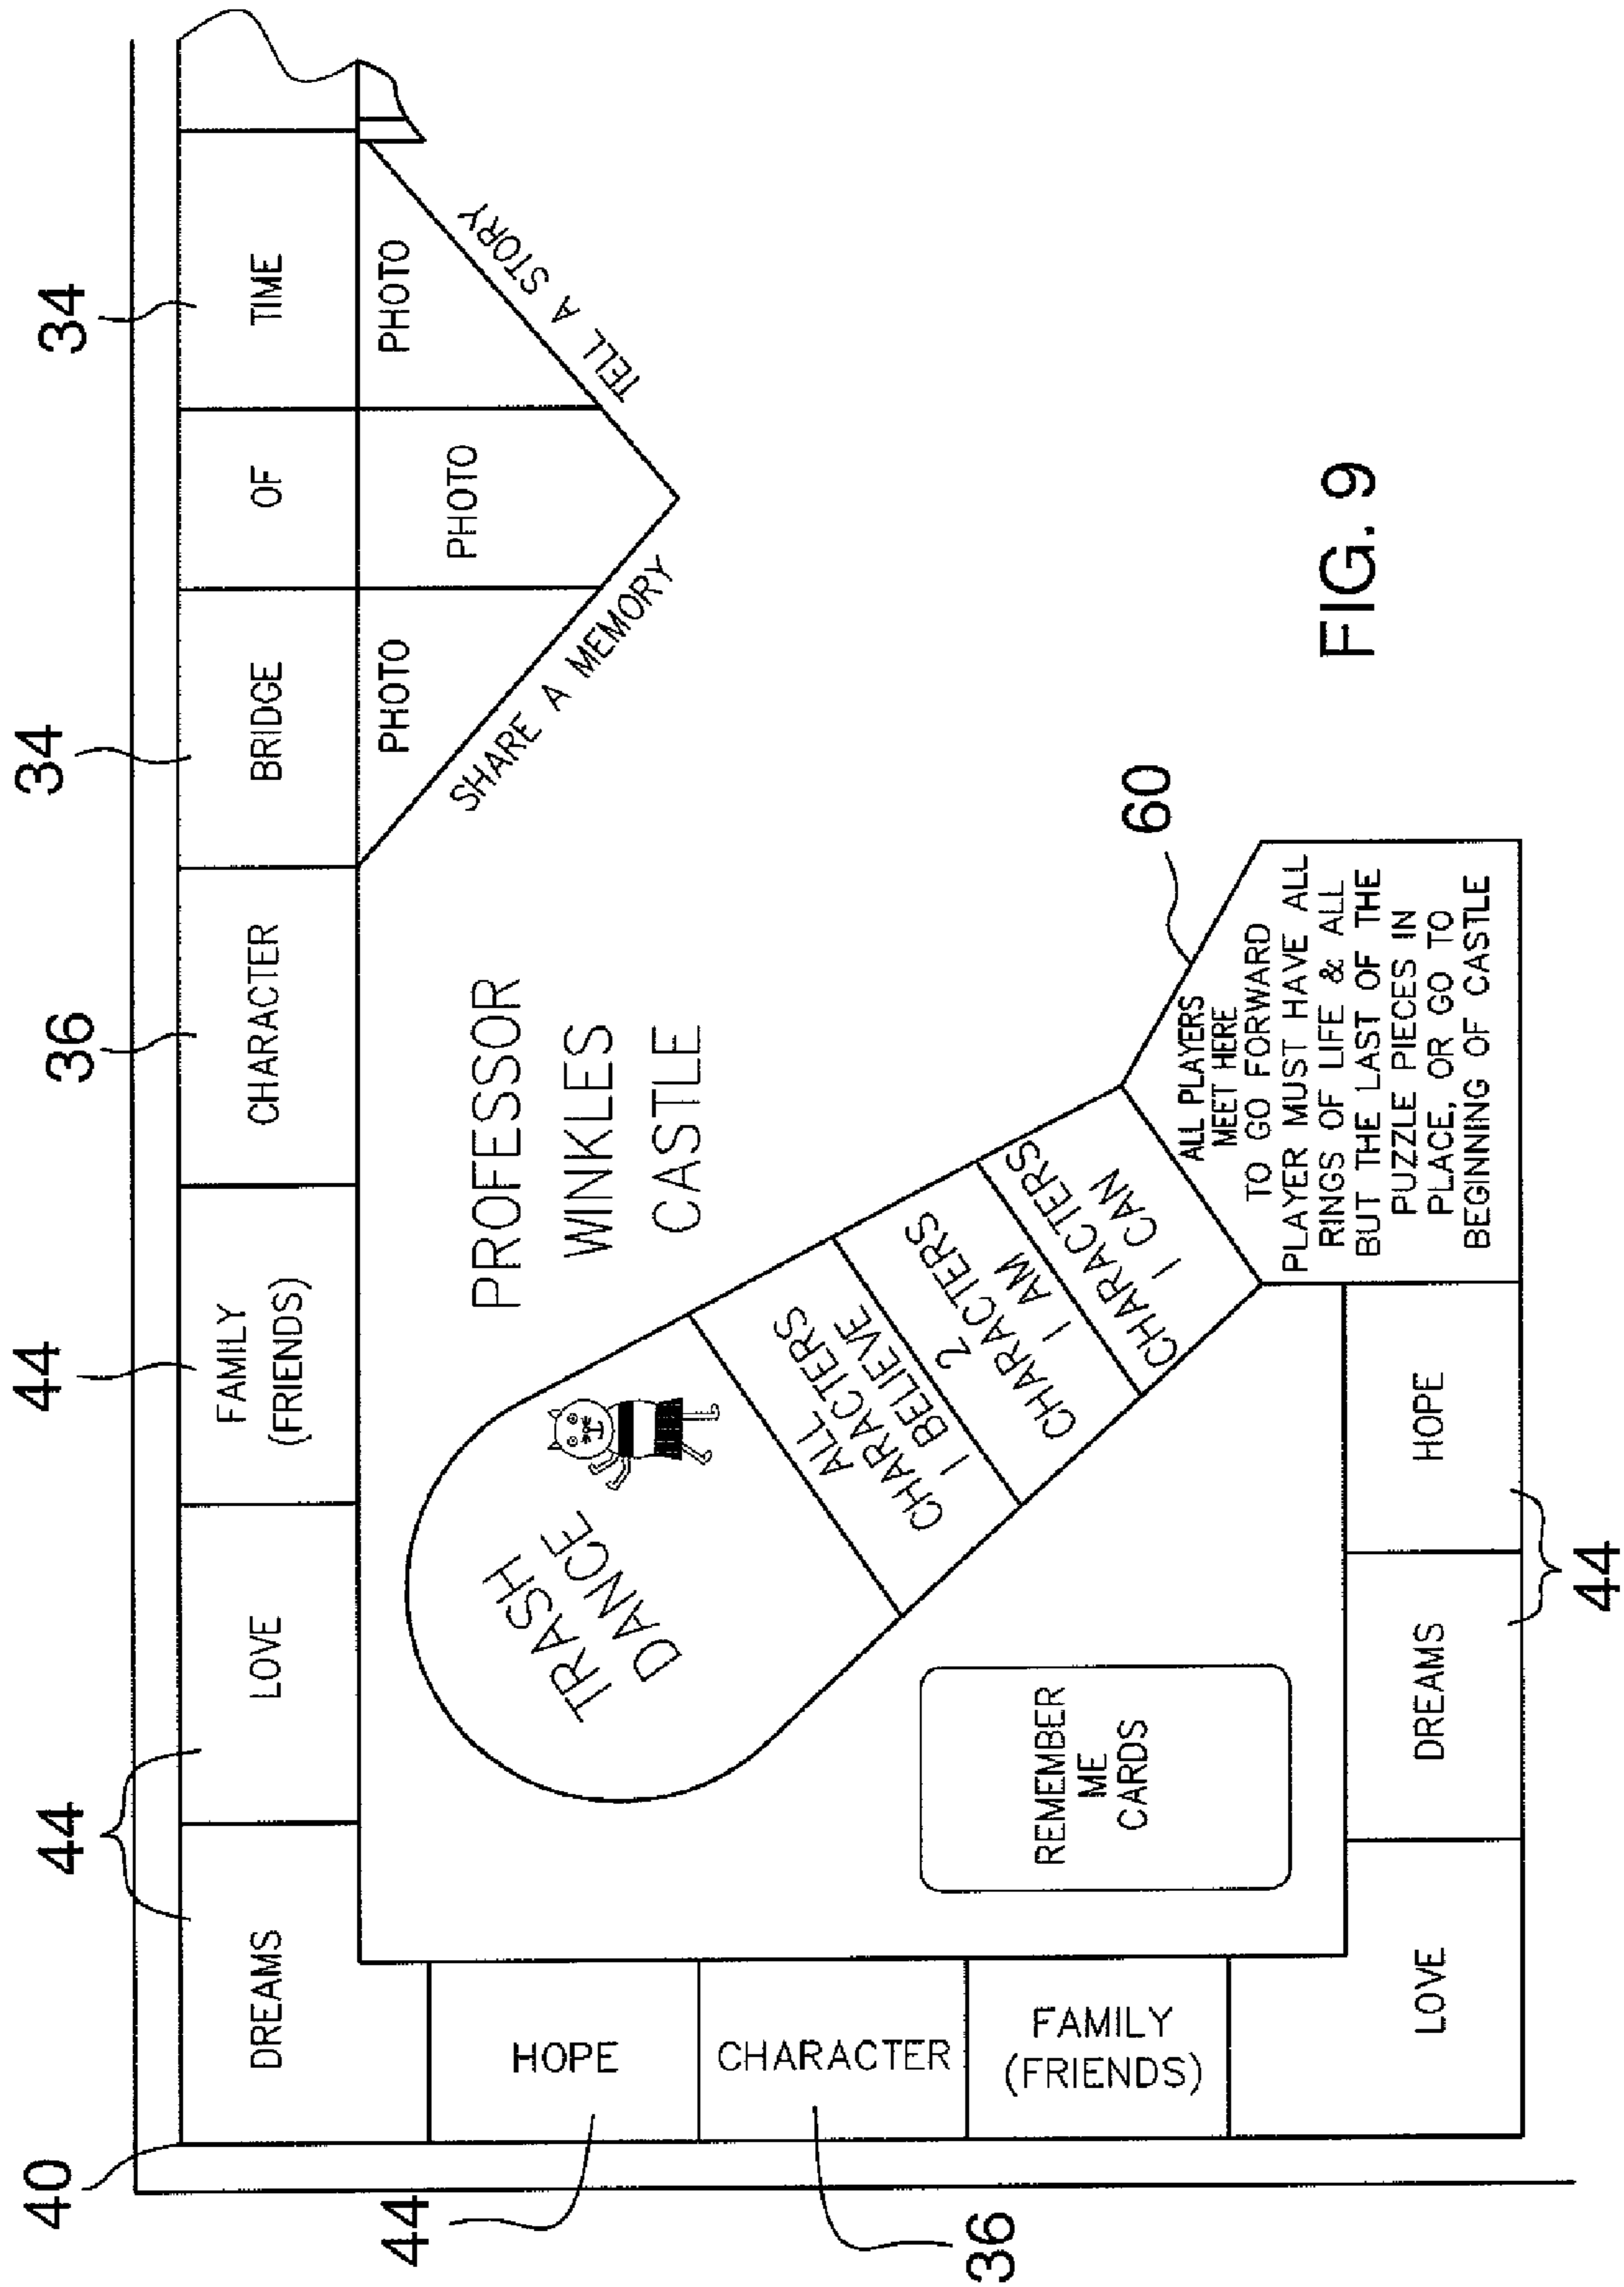 40
44
44
36
34
34
DREAMS
LOVE
FAMILY
(FRIENDS)
CHARACTER
BRIDGE
OF
TIME
PHOTO
PHOTO
PHOTO
SHARE A MEMORY
TELL A STORY
44
HOPE
36
CHARACTER
FAMILY
(FRIENDS)
LOVE
DREAMS
HOPE
44
PROFESSOR
WINKLES
CASTLE
TRASH
DANCE
ALL
CHARACTERS
I BELIEVE
2
CHARACTERS
I AM
CHARACTERS
I CAN
REMEMBER
ME
CARDS
60
ALL PLAYERS
MEET HERE
TO GO FORWARD
PLAYER MUST HAVE ALL
RINGS OF LIFE & ALL
BUT THE LAST OF THE
PUZZLE PIECES IN
PLACE, OR GO TO
BEGINNING OF CASTLE
FIG. 9